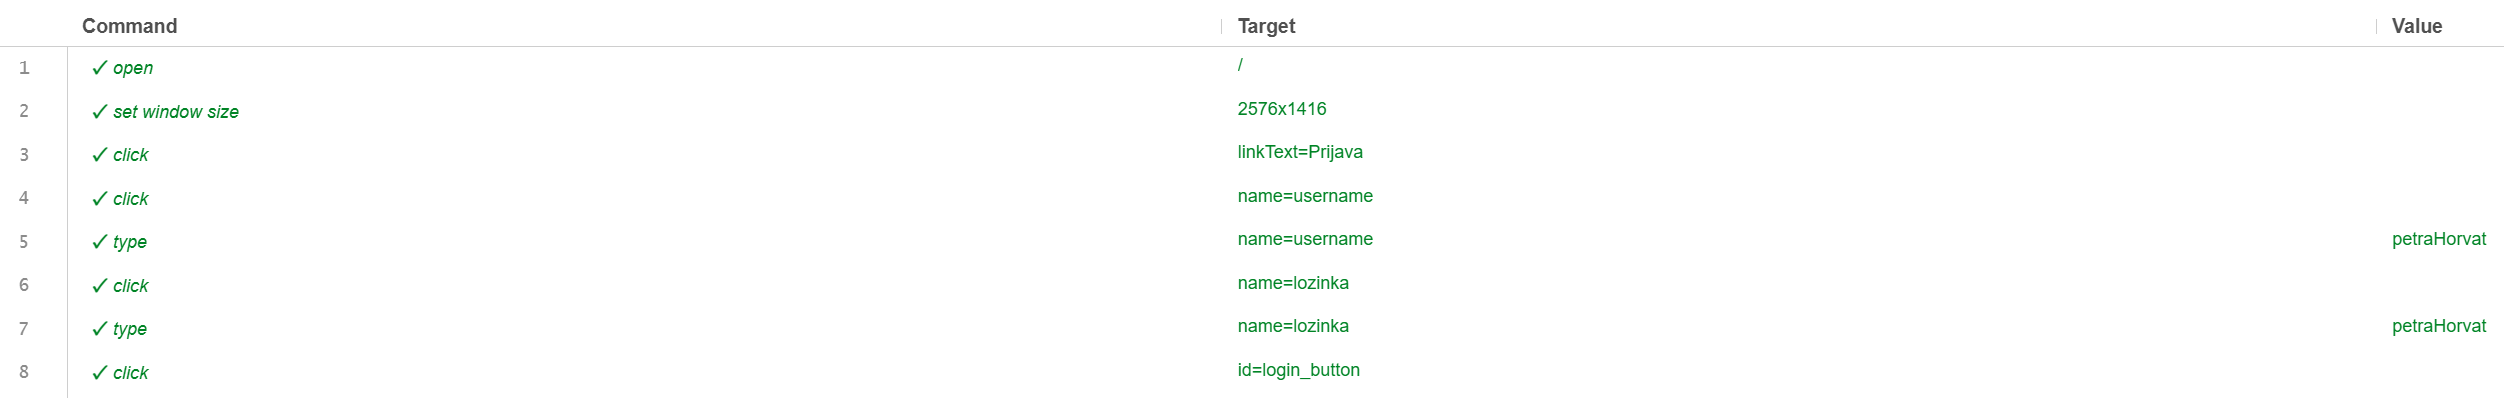 Command Target Value
1 ✓ open /
2 ✓ set window size 2576x1416
3 ✓ click linkText=Prijava
4 ✓ click name=username
5 ✓ type name=username petraHorvat
6 ✓ click name=lozinka
7 ✓ type name=lozinka petraHorvat
8 ✓ click id=login_button